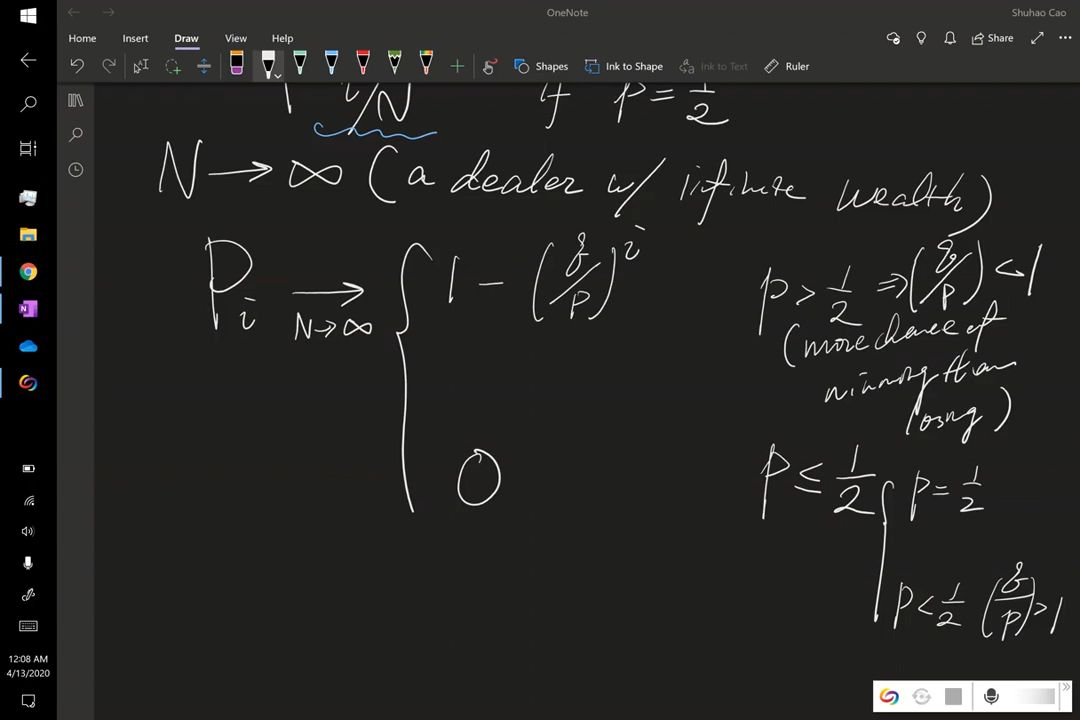 OneNote
Shuhao Cao
Home Insert Draw View Help
Share
Shapes Ink to Shape Ink to Text Ruler
i/N if p = 1/2
N → ∞ (a dealer w/ iifinite wealth)
P_i →_{N→∞} { 1 - (q/p)^i p > 1/2 ⇒ (q/p) < 1
(more chance of
winning than
losing)
0 p ≤ 1/2 { p = 1/2
p < 1/2 (q/p) > 1
12:08 AM
4/13/2020